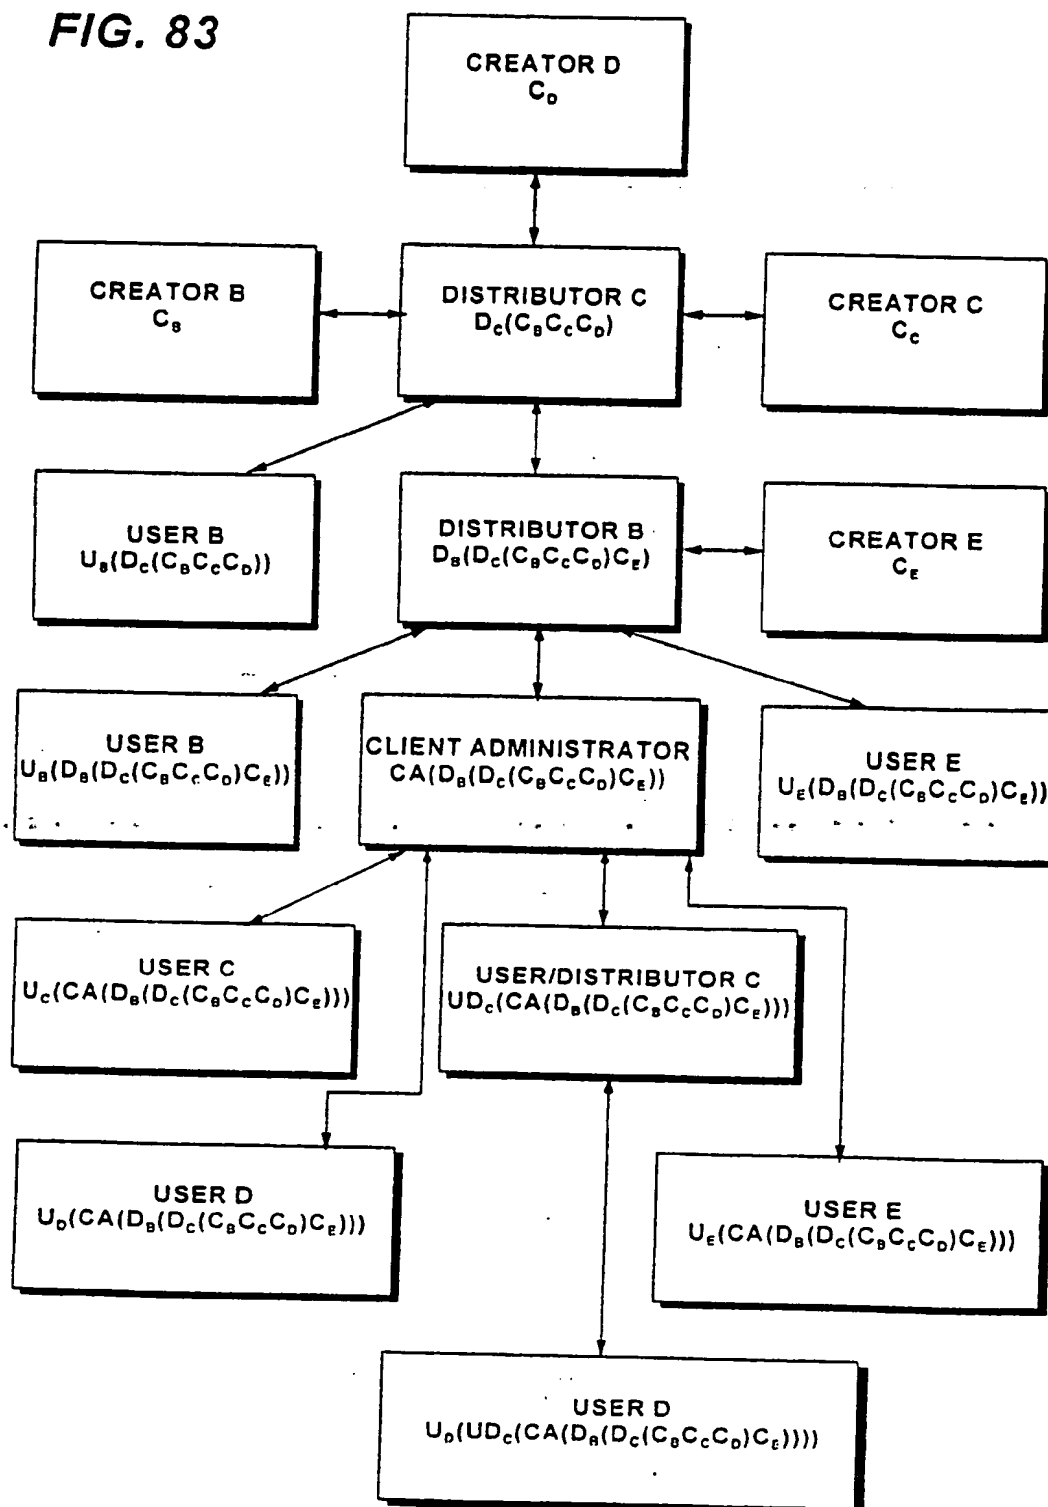 FIG. 83
CREATOR D
C_D
CREATOR B
C_B
DISTRIBUTOR C
D_C(C_BC_CC_D)
CREATOR C
C_C
USER B
U_B(D_C(C_BC_CC_D))
DISTRIBUTOR B
D_B(D_C(C_BC_CC_D)C_E)
CREATOR E
C_E
USER B
U_B(D_B(D_C(C_BC_CC_D)C_E))
CLIENT ADMINISTRATOR
CA(D_B(D_C(C_BC_CC_D)C_E))
USER E
U_E(D_B(D_C(C_BC_CC_D)C_E))
USER C
U_C(CA(D_B(D_C(C_BC_CC_D)C_E)))
USER/DISTRIBUTOR C
UD_C(CA(D_B(D_C(C_BC_CC_D)C_E)))
USER D
U_D(CA(D_B(D_C(C_BC_CC_D)C_E)))
USER E
U_E(CA(D_B(D_C(C_BC_CC_D)C_E)))
USER D
U_D(UD_C(CA(D_B(D_C(C_BC_CC_D)C_E))))